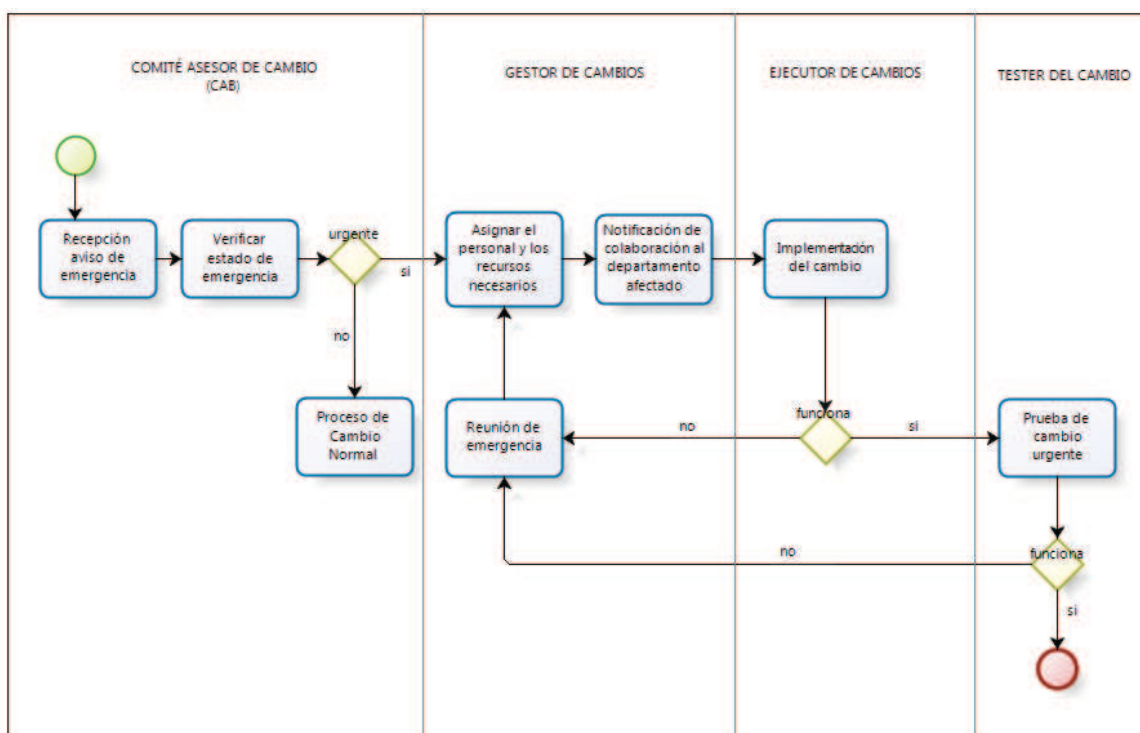 COMITÉ ASESOR DE CAMBIO
(CAB)
GESTOR DE CAMBIOS
EJECUTOR DE CAMBIOS
TESTER DEL CAMBIO
Recepción
aviso de
emergencia
Verificar
estado de
emergencia
urgente
si
no
Proceso de
Cambio
Normal
Asignar el
personal y los
recursos
necesarios
Notificación de
colaboración al
departamento
afectado
Implementación
del cambio
funciona
no
si
Reunión de
emergencia
Prueba de
cambio
urgente
funciona
no
si